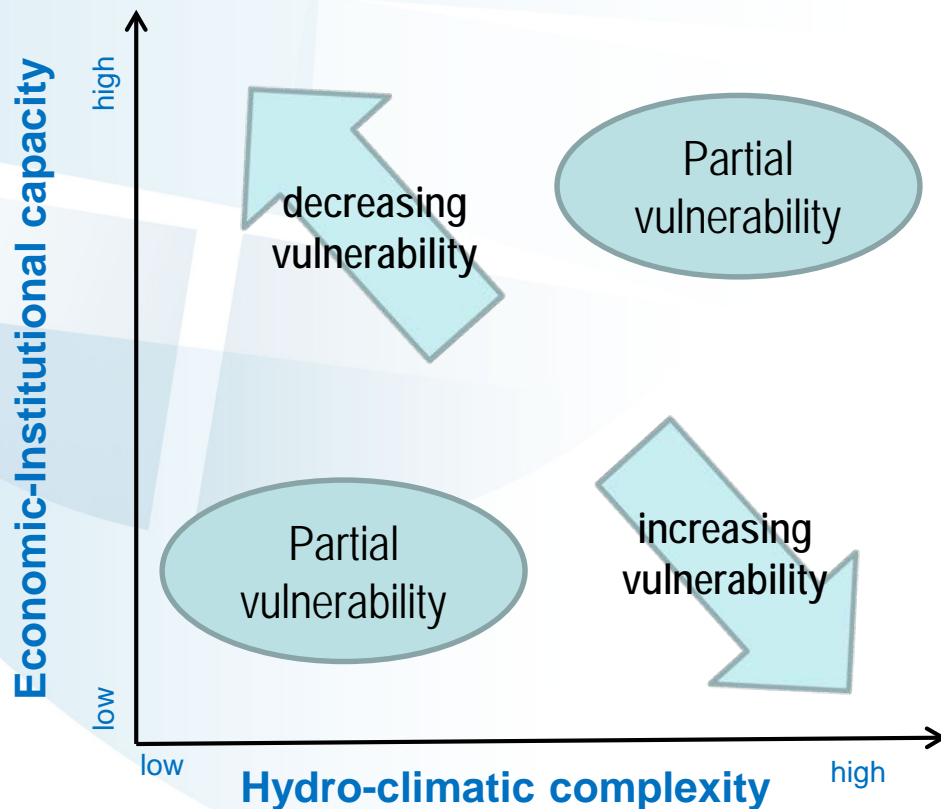 Economic-Institutional capacity
high
low
decreasing
vulnerability
Partial
vulnerability
Partial
vulnerability
increasing
vulnerability
low
Hydro-climatic complexity
high